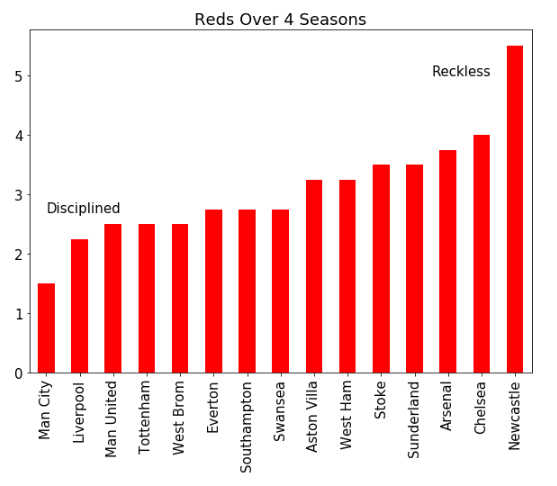 Reds Over 4 Seasons
Reckless
Disciplined
5
4
3
2
1
0
Man City
Liverpool
Man United
Tottenham
West Brom
Everton
Southampton
Swansea
Aston Villa
West Ham
Stoke
Sunderland
Arsenal
Chelsea
Newcastle